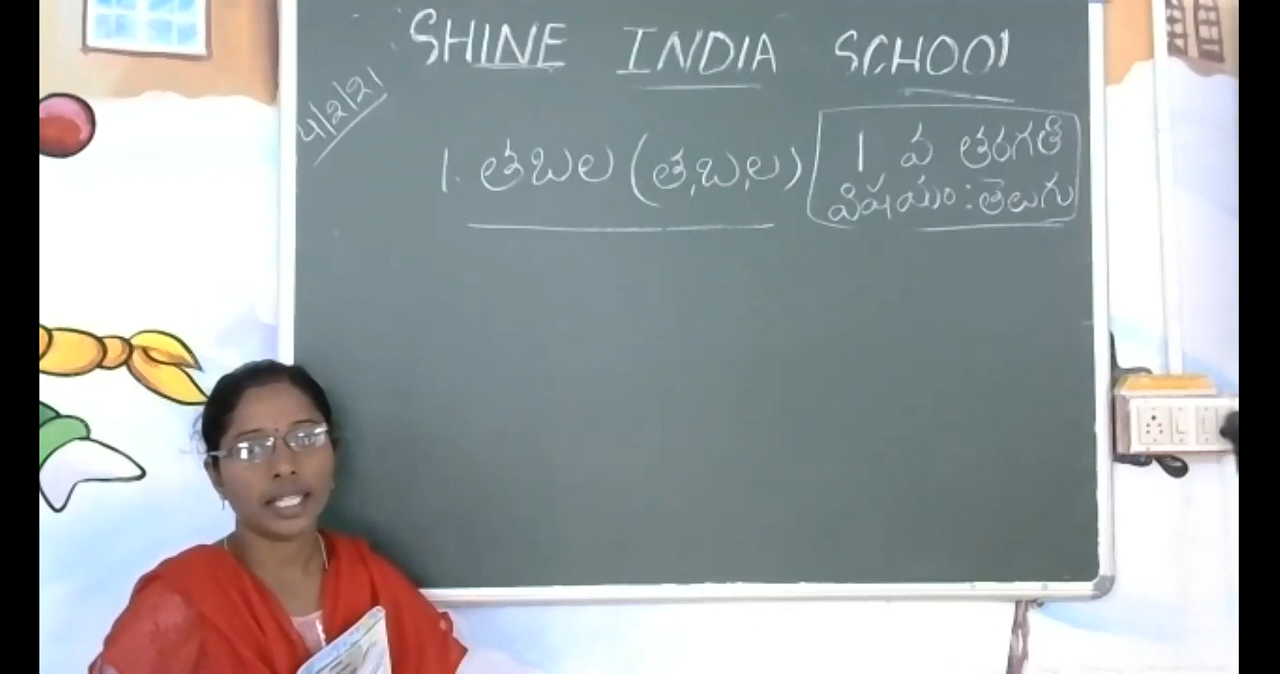 SHINE INDIA SCHOOl
4/2/21
1. తబల (త,బ,ల)
1 వ తరగతి
విషయం : తెలుగు